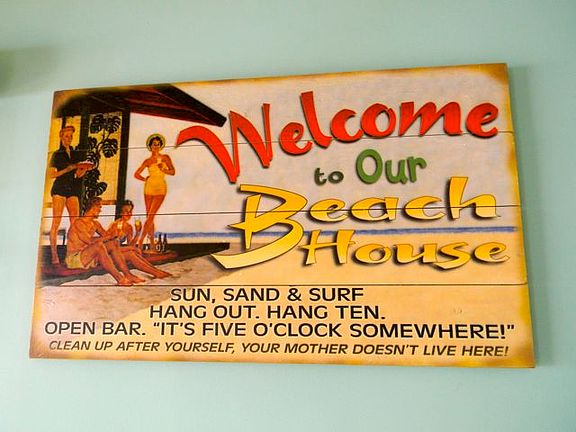 Welcome
to Our
Beach
House
SUN, SAND & SURF
HANG OUT. HANG TEN.
OPEN BAR. "IT'S FIVE O'CLOCK SOMEWHERE!"
CLEAN UP AFTER YOURSELF, YOUR MOTHER DOESN'T LIVE HERE!